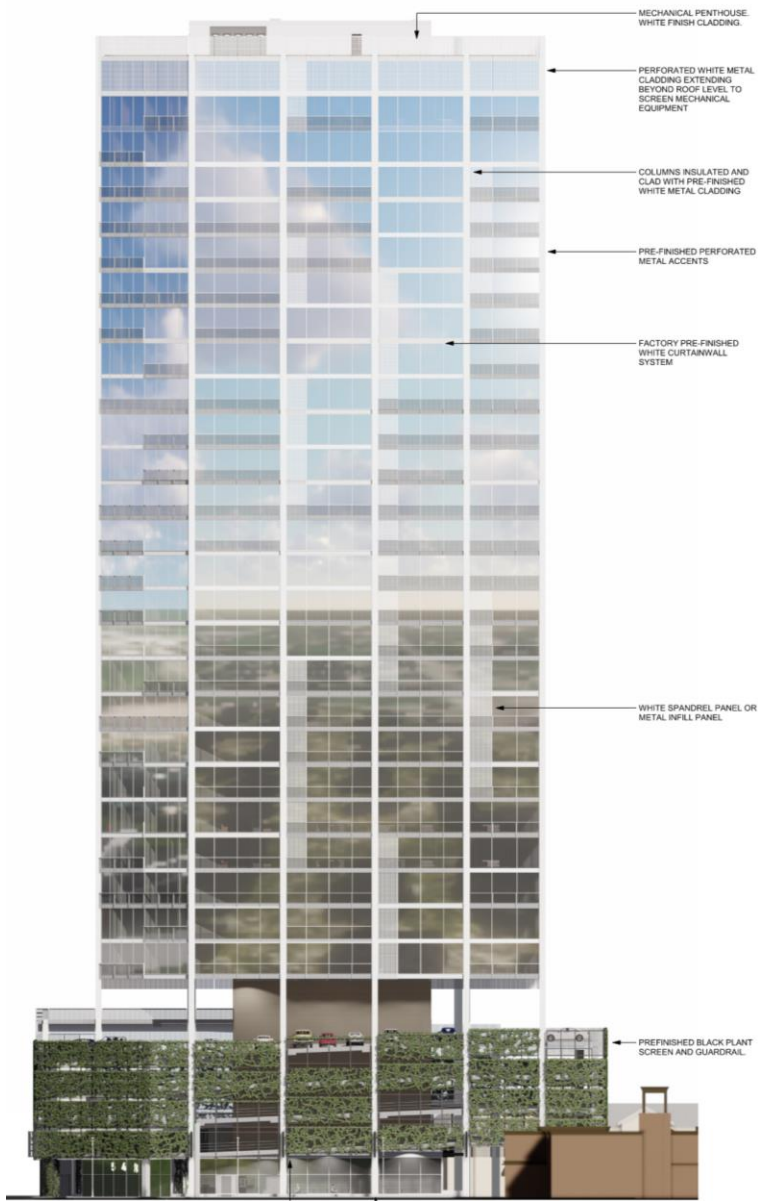 MECHANICAL PENTHOUSE.
WHITE FINISH CLADDING.
PERFORATED WHITE METAL
CLADDING EXTENDING
BEYOND ROOF LEVEL TO
SCREEN MECHANICAL
EQUIPMENT
COLUMNS INSULATED AND
CLAD WITH PRE-FINISHED
WHITE METAL CLADDING
PRE-FINISHED PERFORATED
METAL ACCENTS
FACTORY PRE-FINISHED
WHITE CURTAINWALL
SYSTEM
WHITE SPANDREL PANEL OR
METAL INFILL PANEL
PREFINISHED BLACK PLANT
SCREEN AND GUARDRAIL.